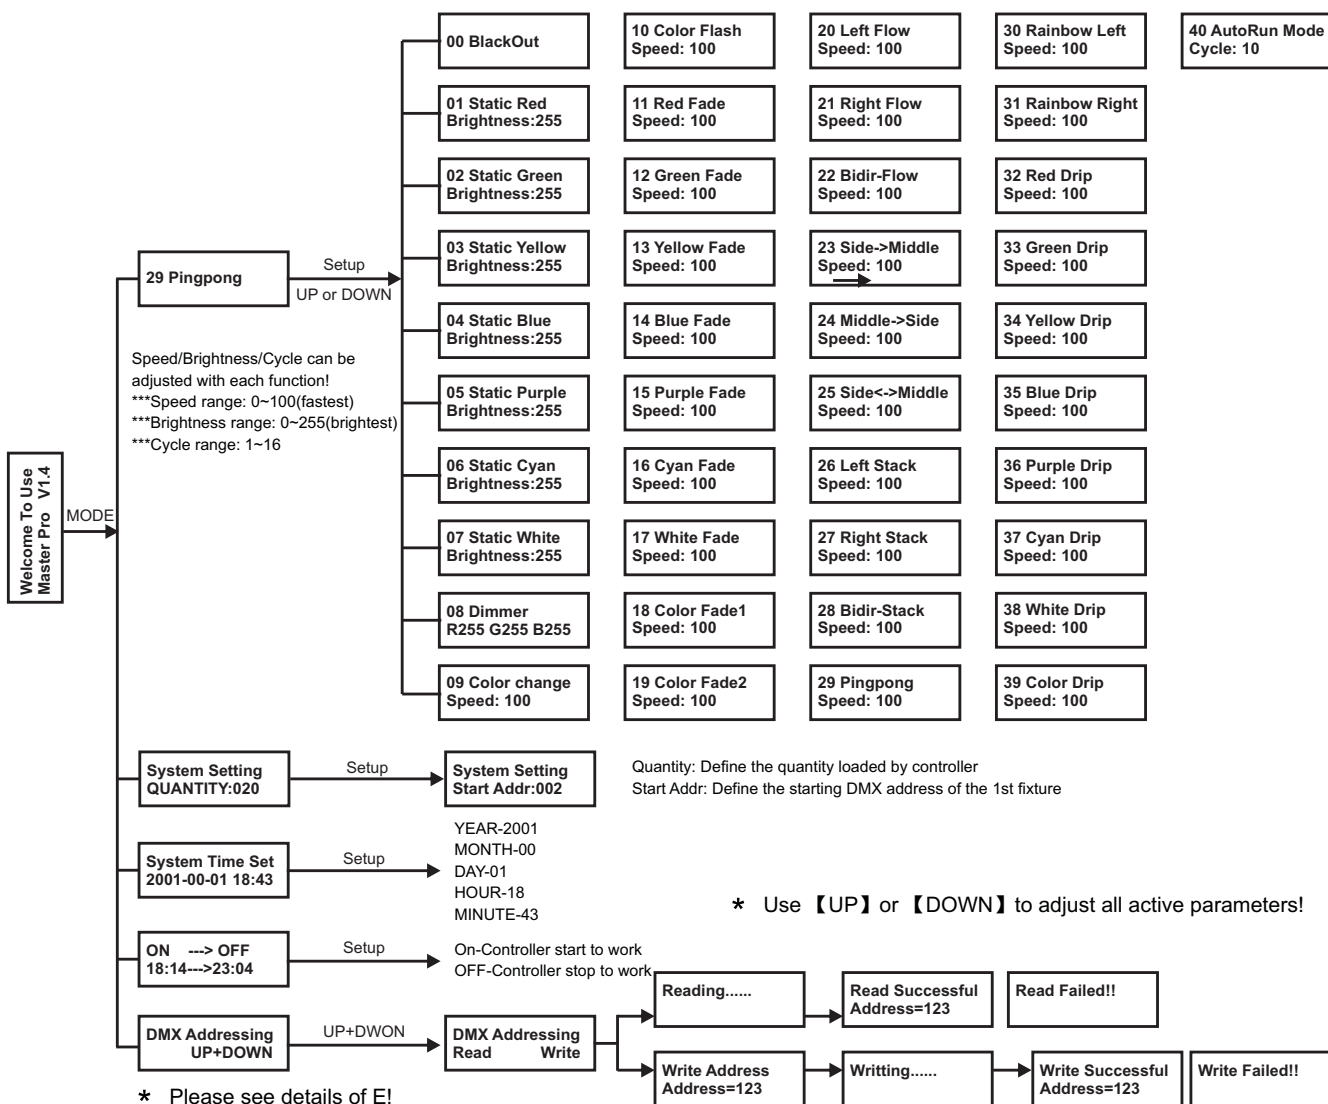 Welcome To Use
Master Pro V1.4
MODE
29 Pingpong
Setup
UP or DOWN
Speed/Brightness/Cycle can be
adjusted with each function!
***Speed range: 0~100(fastest)
***Brightness range: 0~255(brightest)
***Cycle range: 1~16
00 BlackOut
01 Static Red
Brightness:255
02 Static Green
Brightness:255
03 Static Yellow
Brightness:255
04 Static Blue
Brightness:255
05 Static Purple
Brightness:255
06 Static Cyan
Brightness:255
07 Static White
Brightness:255
08 Dimmer
R255 G255 B255
09 Color change
Speed: 100
10 Color Flash
Speed: 100
11 Red Fade
Speed: 100
12 Green Fade
Speed: 100
13 Yellow Fade
Speed: 100
14 Blue Fade
Speed: 100
15 Purple Fade
Speed: 100
16 Cyan Fade
Speed: 100
17 White Fade
Speed: 100
18 Color Fade1
Speed: 100
19 Color Fade2
Speed: 100
20 Left Flow
Speed: 100
21 Right Flow
Speed: 100
22 Bidir-Flow
Speed: 100
23 Side->Middle
Speed: 100
24 Middle->Side
Speed: 100
25 Side<->Middle
Speed: 100
26 Left Stack
Speed: 100
27 Right Stack
Speed: 100
28 Bidir-Stack
Speed: 100
29 Pingpong
Speed: 100
30 Rainbow Left
Speed: 100
31 Rainbow Right
Speed: 100
32 Red Drip
Speed: 100
33 Green Drip
Speed: 100
34 Yellow Drip
Speed: 100
35 Blue Drip
Speed: 100
36 Purple Drip
Speed: 100
37 Cyan Drip
Speed: 100
38 White Drip
Speed: 100
39 Color Drip
Speed: 100
40 AutoRun Mode
Cycle: 10
System Setting
QUANTITY:020
Setup
System Setting
Start Addr:002
Quantity: Define the quantity loaded by controller
Start Addr: Define the starting DMX address of the 1st fixture
System Time Set
2001-00-01 18:43
Setup
YEAR-2001
MONTH-00
DAY-01
HOUR-18
MINUTE-43
* Use 【UP】 or 【DOWN】 to adjust all active parameters!
ON ---> OFF
18:14--->23:04
Setup
On-Controller start to work
OFF-Controller stop to work
DMX Addressing
UP+DOWN
UP+DWON
DMX Addressing
Read Write
Reading......
Read Successful
Address=123
Read Failed!!
Write Address
Address=123
Writting......
Write Successful
Address=123
Write Failed!!
* Please see details of E!